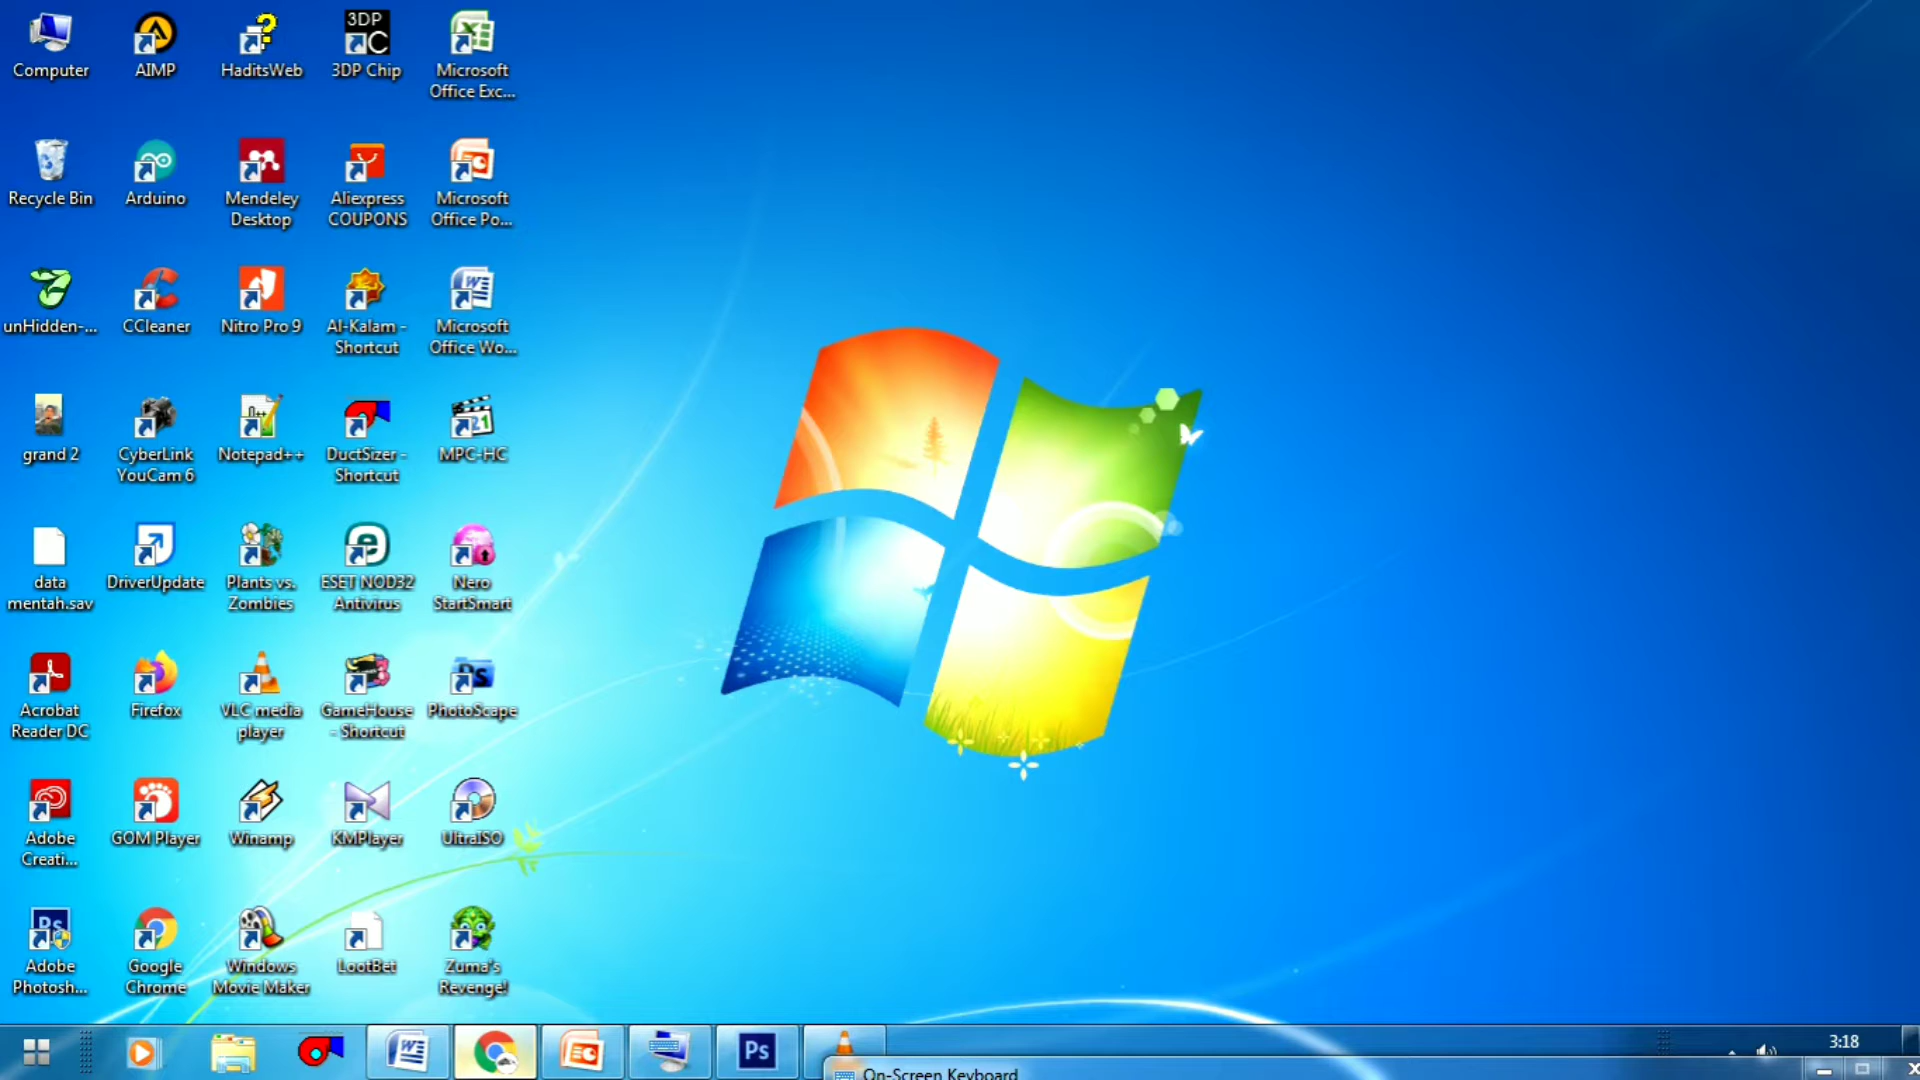 Computer
AIMP
HaditsWeb
3DP
C
3DP Chip
Microsoft
Office Exc...
Recycle Bin
Arduino
Mendeley
Desktop
Aliexpress
COUPONS
Microsoft
Office Po...
unHidden-...
CCleaner
Nitro Pro 9
Al-Kalam -
Shortcut
Microsoft
Office Wo...
grand 2
CyberLink
YouCam 6
Notepad++
DuctSizer -
Shortcut
MPC-HC
data
mentah.sav
DriverUpdate
Plants vs.
Zombies
ESET NOD32
Antivirus
Nero
StartSmart
Acrobat
Reader DC
Firefox
VLC media
player
GameHouse
- Shortcut
PhotoScape
Adobe
Creati...
GOM Player
Winamp
KMPlayer
UltraISO
Ps
Adobe
Photosh...
Google
Chrome
Windows
Movie Maker
LootBet
Zuma's
Revenge!
Ps
3:18
On-Screen Keyboard